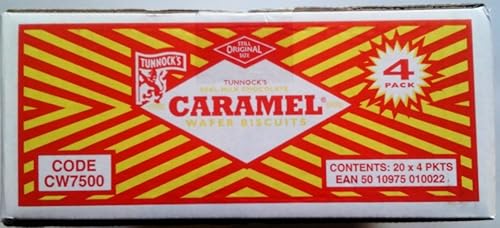 STILL
ORIGINAL
SIZE
TUNNOCK'S
4
PACK
TUNNOCK'S
REAL MILK CHOCOLATE
CARAMEL
WAFER BISCUITS
CODE
CW7500
CONTENTS: 20 x 4 PKTS
EAN 50 10975 010022